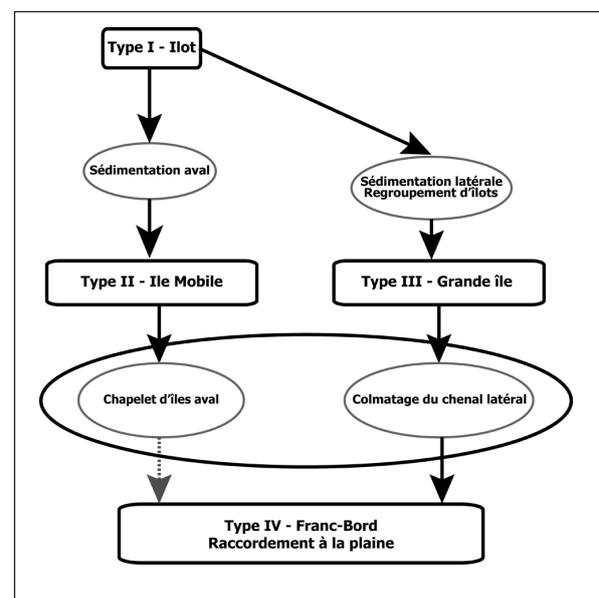 Type I - Ilot
Sédimentation aval
Sédimentation latérale
Regroupement d'îlots
Type II - Ile Mobile
Type III - Grande île
Chapelet d'îles aval
Colmatage du chenal latéral
Type IV - Franc-Bord
Raccordement à la plaine